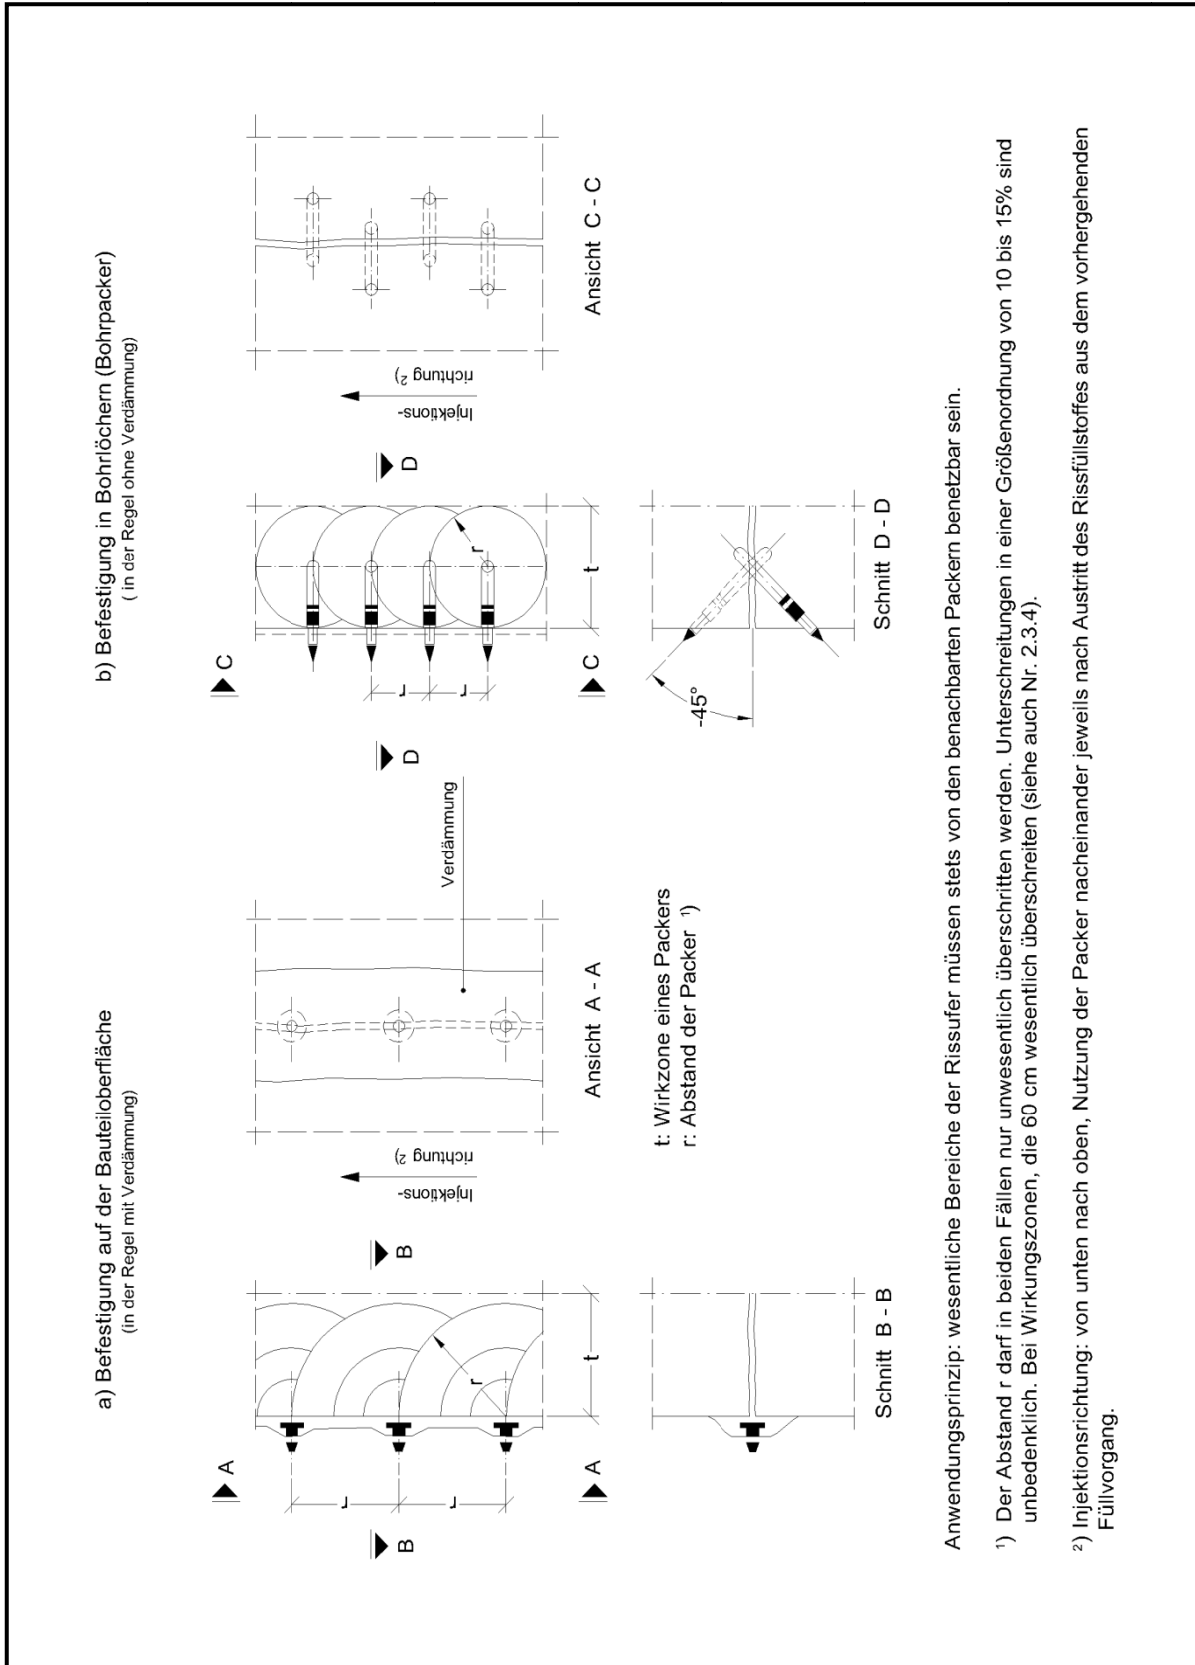 a) Befestigung auf der Bauteiloberfläche
(in der Regel mit Verdämmung)
A
A
B
B
r
r
r
t
Schnitt B - B
Injektions-
richtung ²)
Verdämmung
Ansicht A - A
t: Wirkzone eines Packers
r: Abstand der Packer ¹)
b) Befestigung in Bohrlöchern (Bohrpacker)
( in der Regel ohne Verdämmung)
C
C
D
D
r
r
r
t
-45°
Schnitt D - D
Injektions-
richtung ²)
Ansicht C - C
Anwendungsprinzip: wesentliche Bereiche der Rissufer müssen stets von den benachbarten Packern benetzbar sein.
¹) Der Abstand r darf in beiden Fällen nur unwesentlich überschritten werden. Unterschreitungen in einer Größenordnung von 10 bis 15% sind
unbedenklich. Bei Wirkungszonen, die 60 cm wesentlich überschreiten (siehe auch Nr. 2.3.4).
²) Injektionsrichtung: von unten nach oben, Nutzung der Packer nacheinander jeweils nach Austritt des Rissfüllstoffes aus dem vorhergehenden
Füllvorgang.